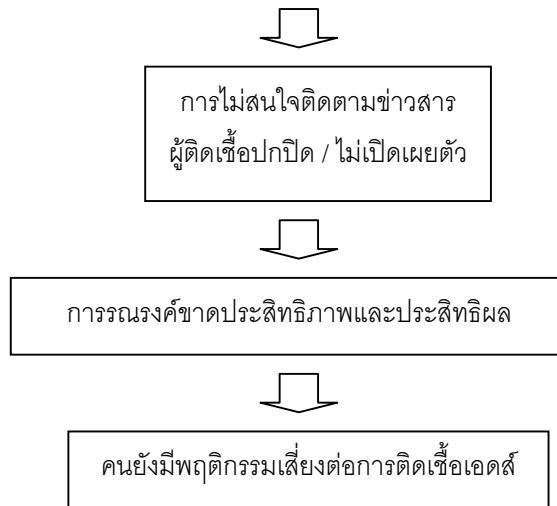 การไม่สนใจติดตามข่าวสาร
ผู้ติดเชื้อปกปิด / ไม่เปิดเผยตัว
การรณรงค์ขาดประสิทธิภาพและประสิทธิผล
คนยังมีพฤติกรรมเสี่ยงต่อการติดเชื้อเอดส์